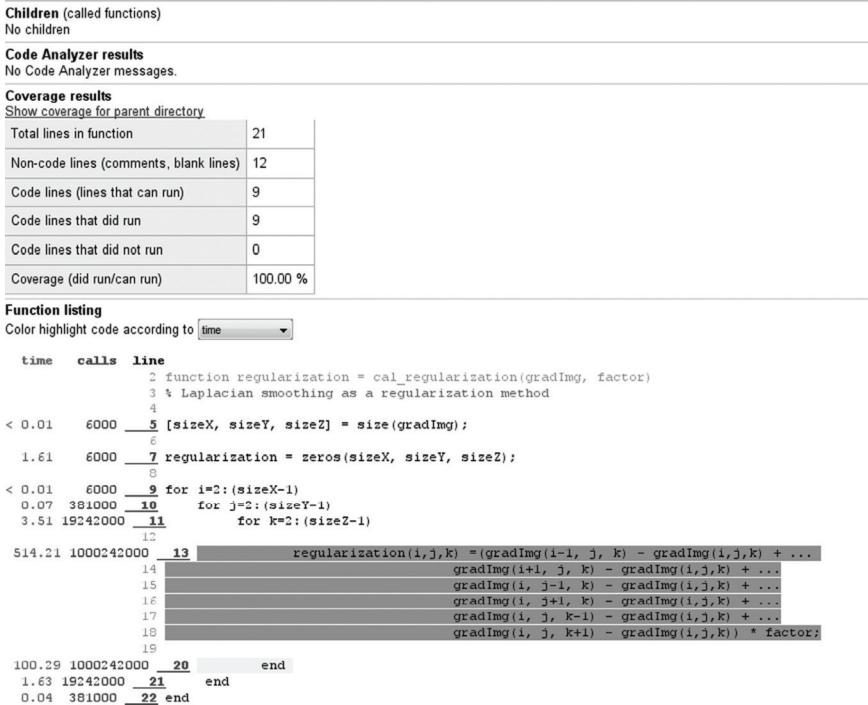 Children (called functions)
No children
Code Analyzer results
No Code Analyzer messages.
Coverage results
Show coverage for parent directory
Total lines in function 21
Non-code lines (comments, blank lines) 12
Code lines (lines that can run) 9
Code lines that did run 9
Code lines that did not run 0
Coverage (did run/can run) 100.00 %
Function listing
Color highlight code according to time
time calls line
2 function regularization = cal_regularization(gradImg, factor)
3 % Laplacian smoothing as a regularization method
4
< 0.01 6000 5 [sizeX, sizeY, sizeZ] = size(gradImg);
6
1.61 6000 7 regularization = zeros(sizeX, sizeY, sizeZ);
8
< 0.01 6000 9 for i=2:(sizeX-1)
0.07 381000 10 for j=2:(sizeY-1)
3.51 19242000 11 for k=2:(sizeZ-1)
12
514.21 1000242000 13 regularization(i,j,k) =(gradImg(i-1, j, k) - gradImg(i,j,k) + ...
14 gradImg(i+1, j, k) - gradImg(i,j,k) + ...
15 gradImg(i, j-1, k) - gradImg(i,j,k) + ...
16 gradImg(i, j+1, k) - gradImg(i,j,k) + ...
17 gradImg(i, j, k-1) - gradImg(i,j,k) + ...
18 gradImg(i, j, k+1) - gradImg(i,j,k)) * factor;
19
100.29 1000242000 20 end
1.63 19242000 21 end
0.04 381000 22 end